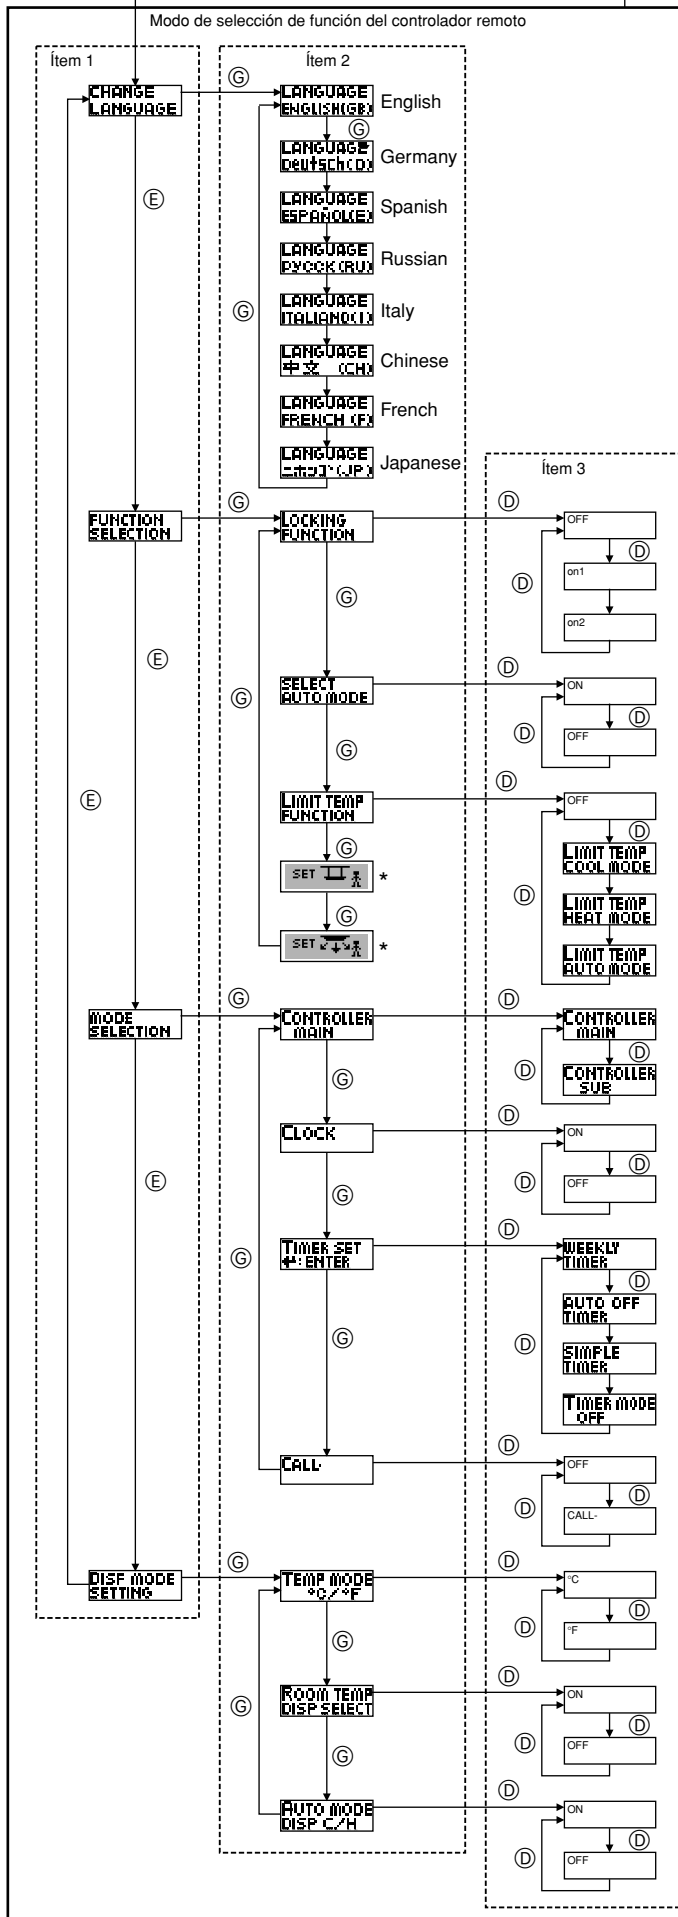 Modo de selección de función del controlador remoto
Ítem 1
Ítem 2
CHANGE
LANGUAGE
Ⓖ
LANGUAGE
ENGLISH(GB)
English
Ⓖ
LANGUAGE
Deutsch(D)
Germany
Ⓔ
LANGUAGE
ESPAÑOL(E)
Spanish
LANGUAGE
РУССК(RU)
Russian
Ⓖ
LANGUAGE
ITALIANO(I)
Italy
LANGUAGE
中文 (CH)
Chinese
LANGUAGE
FRENCH (F)
French
LANGUAGE
ニホンゴ(JP)
Japanese
Ítem 3
FUNCTION
SELECTION
Ⓖ
LOCKING
FUNCTION
Ⓓ
OFF
Ⓓ
Ⓓ
on1
on2
Ⓖ
Ⓔ
Ⓖ
SELECT
AUTO MODE
Ⓓ
ON
Ⓓ
Ⓓ
OFF
Ⓖ
Ⓔ
LIMIT TEMP
FUNCTION
Ⓓ
OFF
Ⓓ
Ⓓ
LIMIT TEMP
COOL MODE
LIMIT TEMP
HEAT MODE
LIMIT TEMP
AUTO MODE
Ⓖ
SET *
Ⓖ
SET *
MODE
SELECTION
Ⓖ
CONTROLLER
MAIN
Ⓓ
CONTROLLER
MAIN
Ⓓ
Ⓓ
CONTROLLER
SUB
Ⓖ
CLOCK
Ⓓ
ON
Ⓓ
Ⓓ
OFF
Ⓔ
Ⓖ
Ⓖ
TIMER SET
↵:ENTER
Ⓓ
WEEKLY
TIMER
Ⓓ
Ⓓ
AUTO OFF
TIMER
SIMPLE
TIMER
TIMER MODE
OFF
Ⓖ
CALL-
Ⓓ
OFF
Ⓓ
Ⓓ
CALL-
DISP MODE
SETTING
Ⓖ
TEMP MODE
°C/°F
Ⓓ
°C
Ⓓ
Ⓓ
°F
Ⓖ
Ⓖ
ROOM TEMP
DISP SELECT
Ⓓ
ON
Ⓓ
Ⓓ
OFF
Ⓖ
AUTO MODE
DISP C/H
Ⓓ
ON
Ⓓ
Ⓓ
OFF